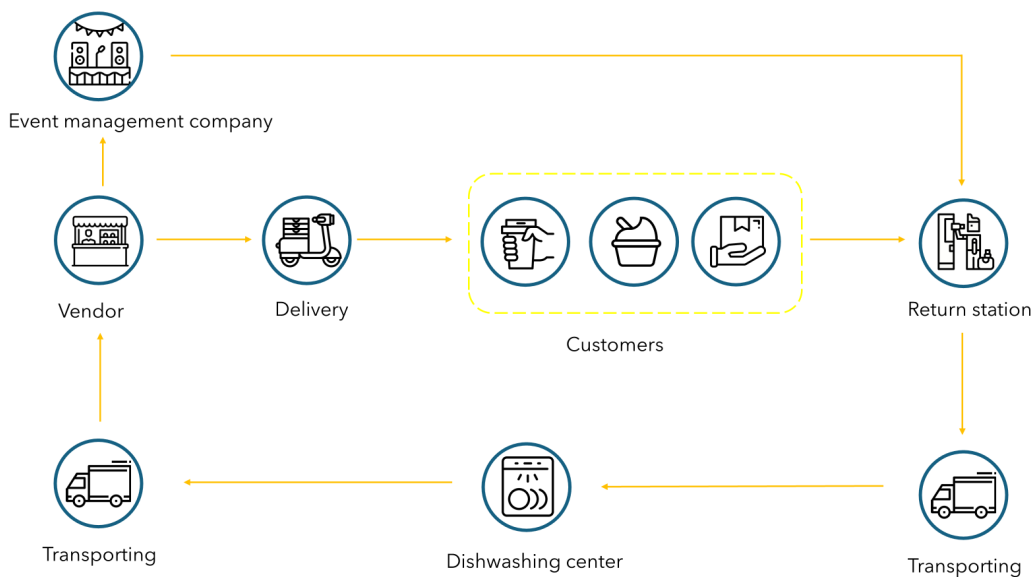 Event management company
Vendor
Delivery
Customers
Return station
Transporting
Dishwashing center
Transporting